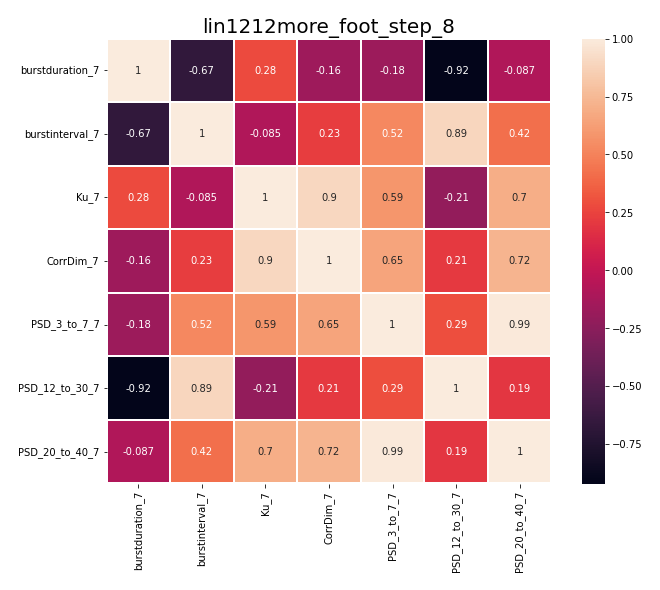 lin1212more_foot_step_8
burstduration_7 1 -0.67 0.28 -0.16 -0.18 -0.92 -0.087
burstinterval_7 -0.67 1 -0.085 0.23 0.52 0.89 0.42
Ku_7 0.28 -0.085 1 0.9 0.59 -0.21 0.7
CorrDim_7 -0.16 0.23 0.9 1 0.65 0.21 0.72
PSD_3_to_7_7 -0.18 0.52 0.59 0.65 1 0.29 0.99
PSD_12_to_30_7 -0.92 0.89 -0.21 0.21 0.29 1 0.19
PSD_20_to_40_7 -0.087 0.42 0.7 0.72 0.99 0.19 1
burstduration_7
burstinterval_7
Ku_7
CorrDim_7
PSD_3_to_7_7
PSD_12_to_30_7
PSD_20_to_40_7
1.00
0.75
0.50
0.25
0.00
−0.25
−0.50
−0.75